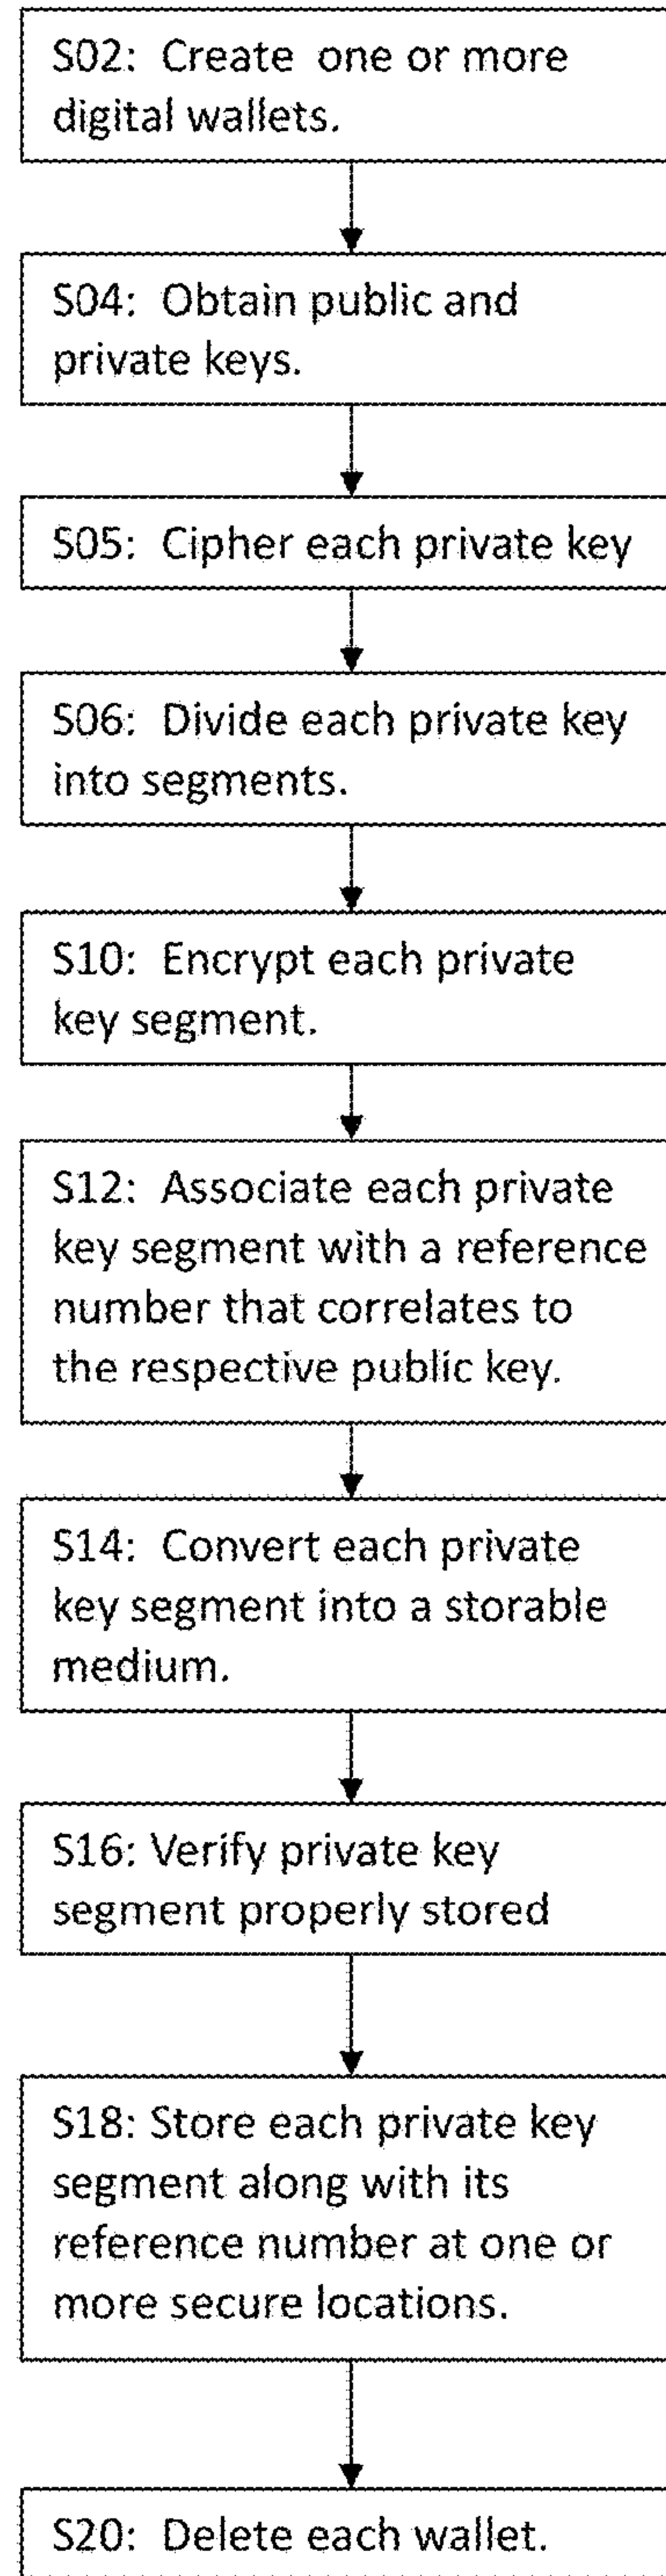 S02: Create one or more
digital wallets.
S04: Obtain public and
private keys.
S05: Cipher each private key
S06: Divide each private key
into segments.
S10: Encrypt each private
key segment.
S12: Associate each private
key segment with a reference
number that correlates to
the respective public key.
S14: Convert each private
key segment into a storable
medium.
S16: Verify private key
segment properly stored
S18: Store each private key
segment along with its
reference number at one or
more secure locations.
S20: Delete each wallet.